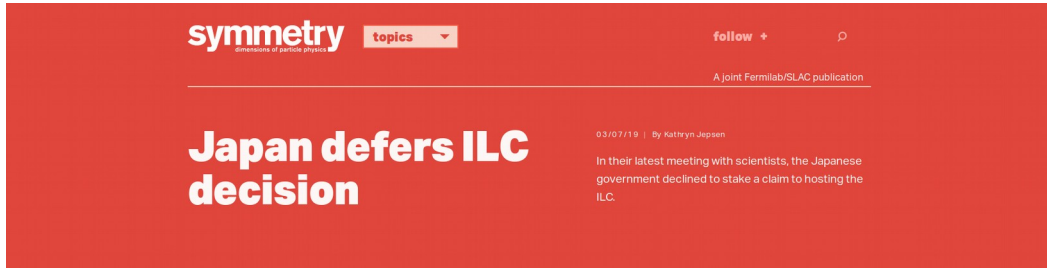 symmetry
dimensions of particle physics
topics
follow +
A joint Fermilab/SLAC publication
Japan defers ILC
decision
03/07/19 | By Kathryn Jepsen
In their latest meeting with scientists, the Japanese
government declined to stake a claim to hosting the
ILC.